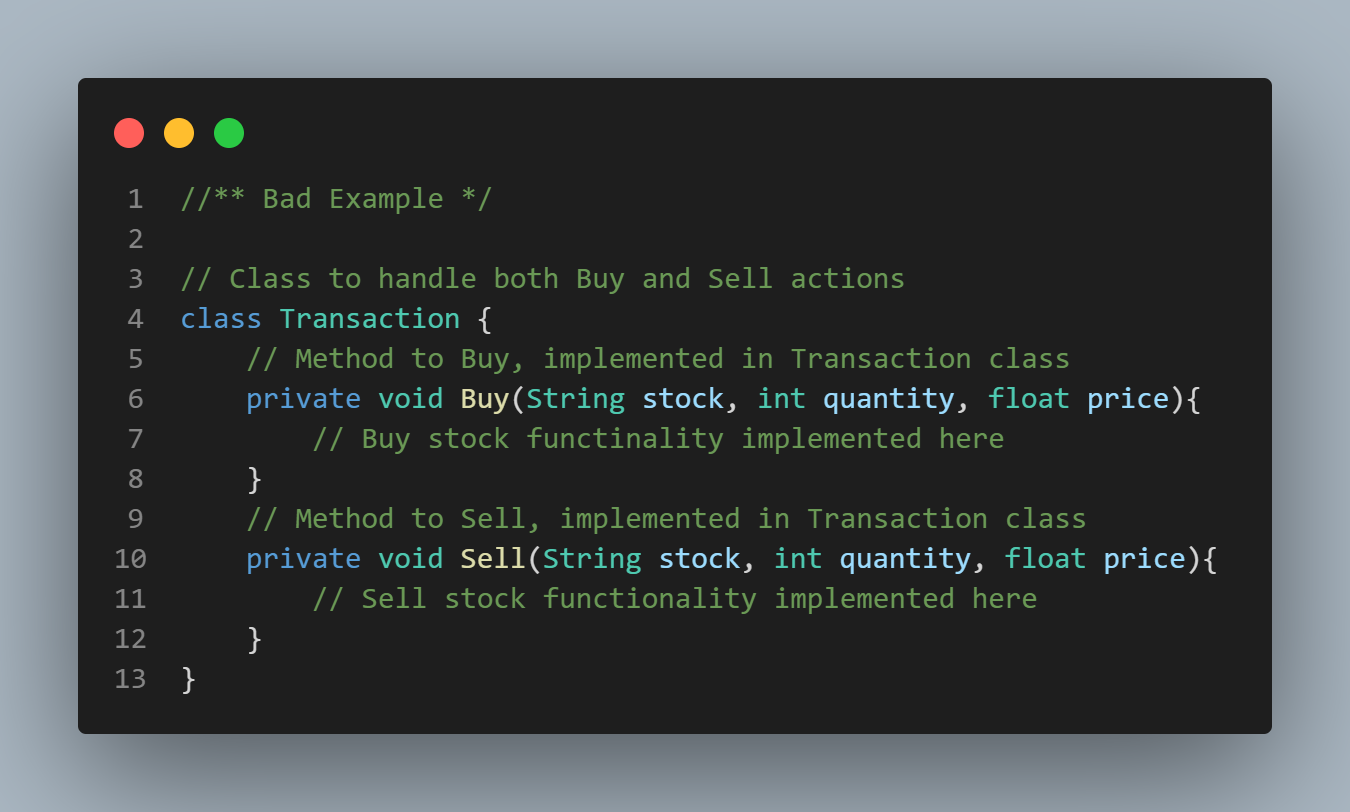 1 //** Bad Example */
2
3 // Class to handle both Buy and Sell actions
4 class Transaction {
5     // Method to Buy, implemented in Transaction class
6     private void Buy(String stock, int quantity, float price){
7         // Buy stock functinality implemented here
8     }
9     // Method to Sell, implemented in Transaction class
10     private void Sell(String stock, int quantity, float price){
11         // Sell stock functionality implemented here
12     }
13 }